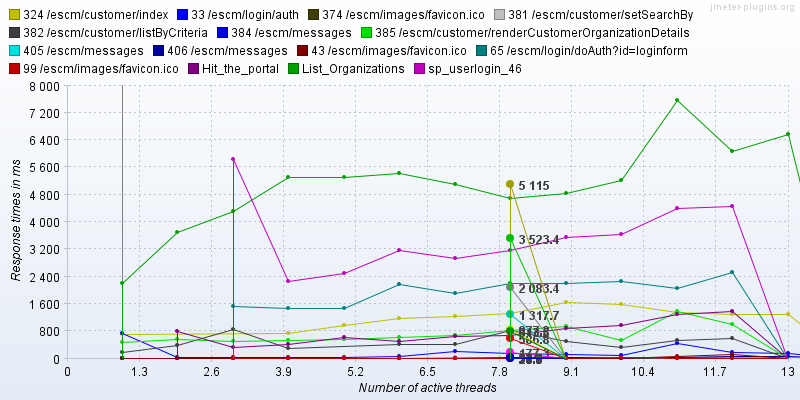 jmeter-plugins.org
324 /escm/customer/index 33 /escm/login/auth 374 /escm/images/favicon.ico 381 /escm/customer/setSearchBy
382 /escm/customer/listByCriteria 384 /escm/messages 385 /escm/customer/renderCustomerOrganizationDetails
405 /escm/messages 406 /escm/messages 43 /escm/images/favicon.ico 65 /escm/login/doAuth?id=loginform
99 /escm/images/favicon.ico Hit_the_portal List_Organizations sp_userlogin_46
Response times in ms
8 000
7 200
6 400
5 600
4 800
4 000
3 200
2 400
1 600
800
0
5 115
3 523.4
2 083.4
1 317.7
0 1.3 2.6 3.9 5.2 6.5 7.8 9.1 10.4 11.7 13
Number of active threads